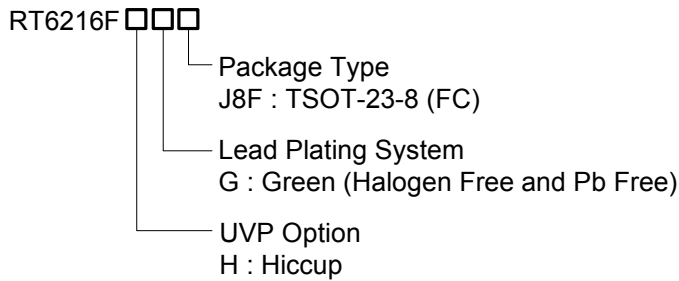 RT6216F□□□
Package Type
J8F : TSOT-23-8 (FC)
Lead Plating System
G : Green (Halogen Free and Pb Free)
UVP Option
H : Hiccup